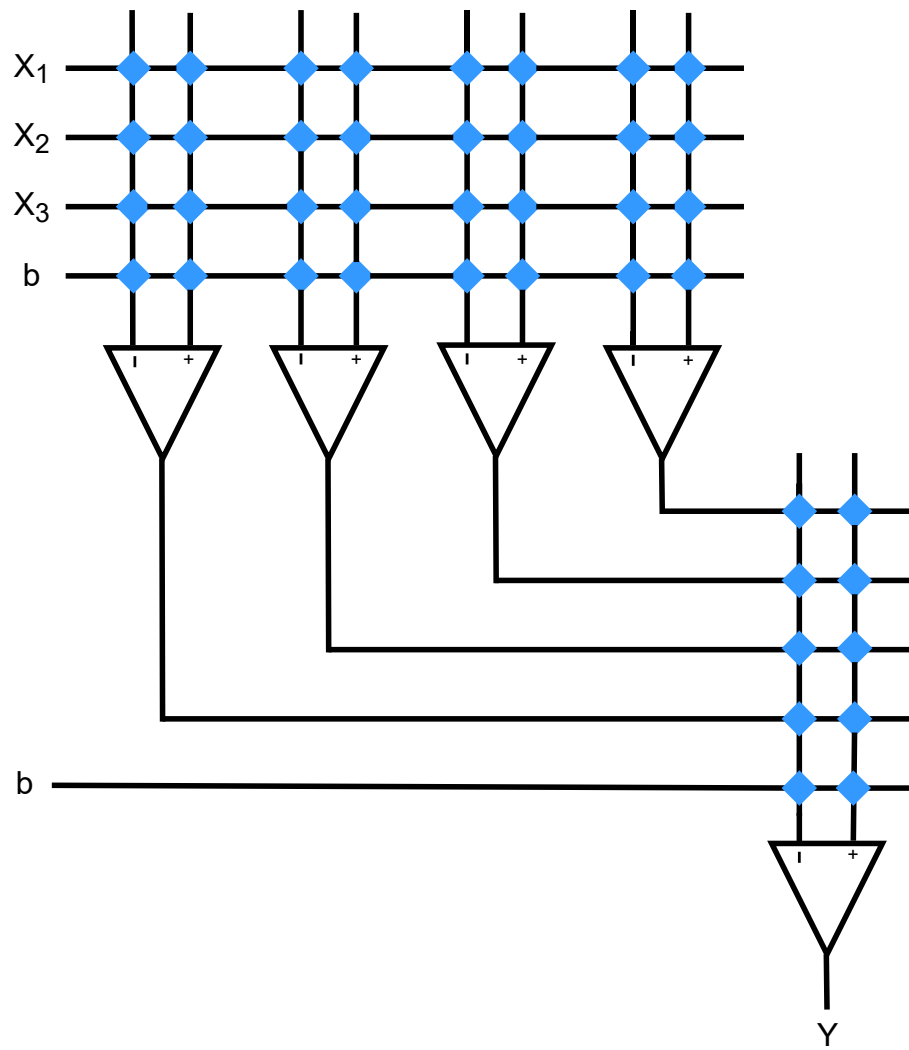 X1
X2
X3
b
- + - + - + - +
b
- +
Y